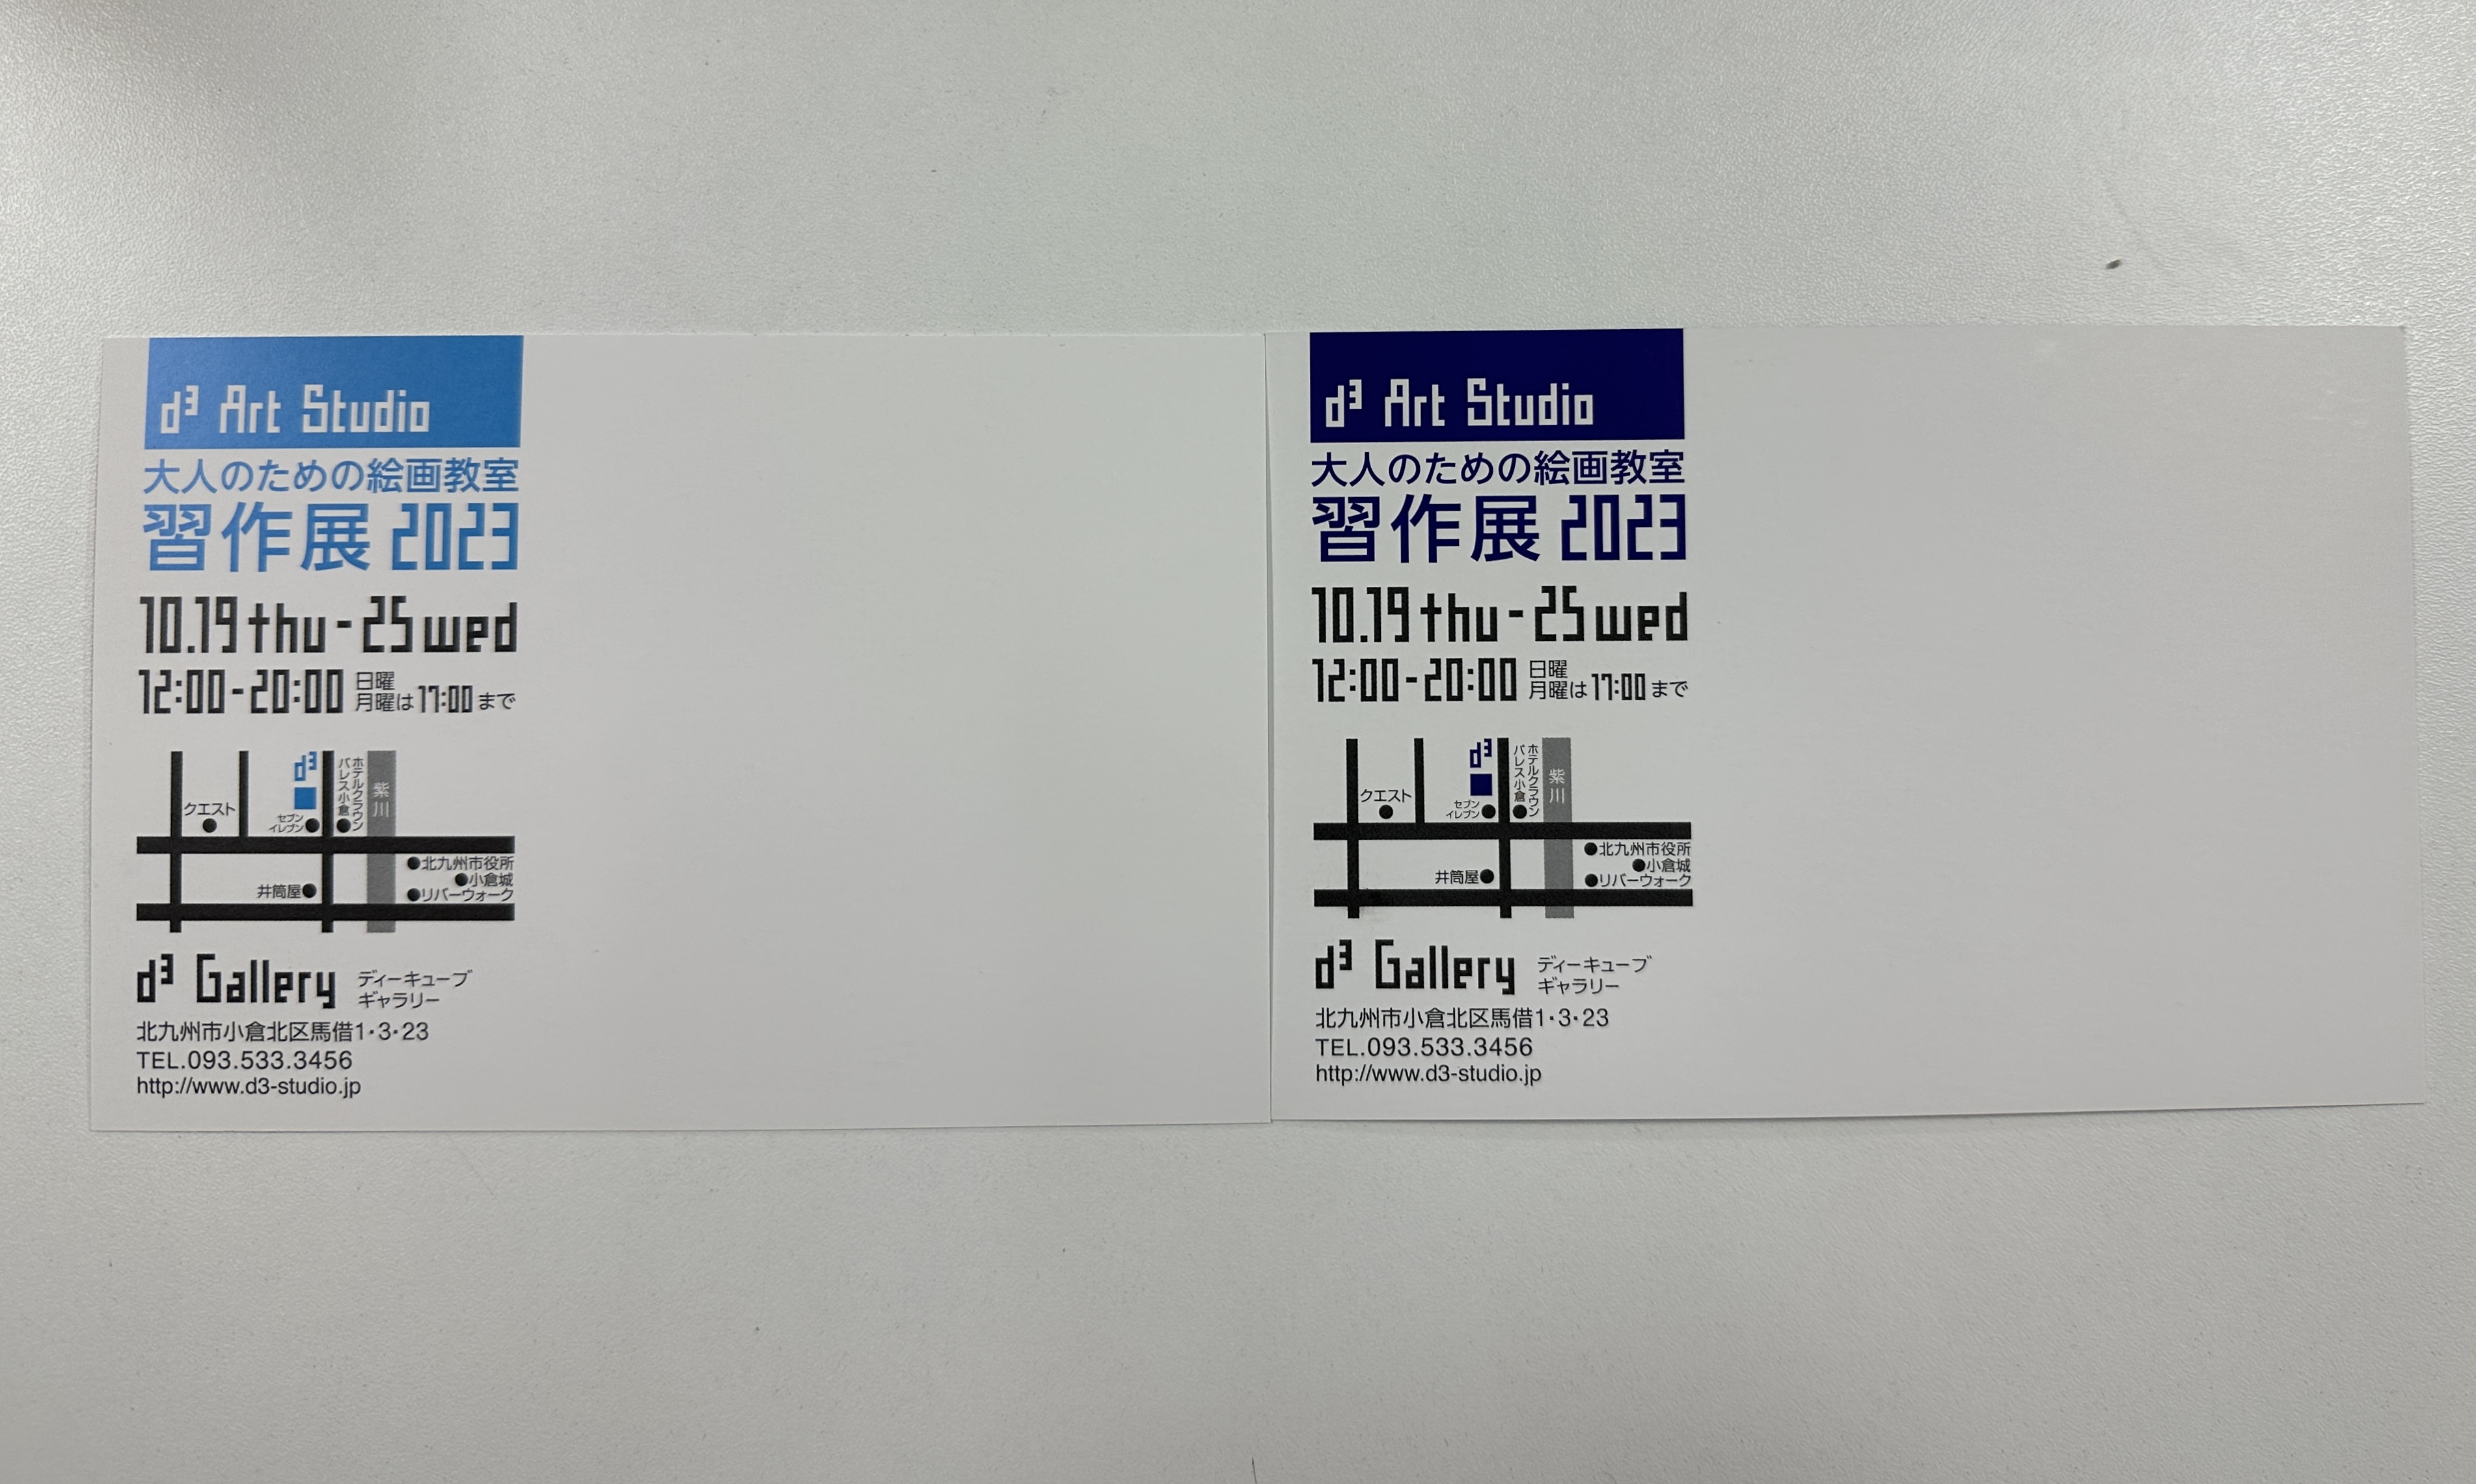 d³ Art Studio
大人のための絵画教室
習作展 2023
10.19 thu - 25 wed
12:00 - 20:00 日曜
月曜は 17:00 まで
d³
ホテルクラウン
パレス小倉
紫川
クエスト
セブン
イレブン
北九州市役所
小倉城
井筒屋
リバーウォーク
d³ Gallery ディーキューブ
ギャラリー
北九州市小倉北区馬借1・3・23
TEL.093.533.3456
http://www.d3-studio.jp
d³ Art Studio
大人のための絵画教室
習作展 2023
10.19 thu - 25 wed
12:00 - 20:00 日曜
月曜は 17:00 まで
d³
ホテルクラウン
パレス小倉
紫川
クエスト
セブン
イレブン
北九州市役所
小倉城
井筒屋
リバーウォーク
d³ Gallery ディーキューブ
ギャラリー
北九州市小倉北区馬借1・3・23
TEL.093.533.3456
http://www.d3-studio.jp